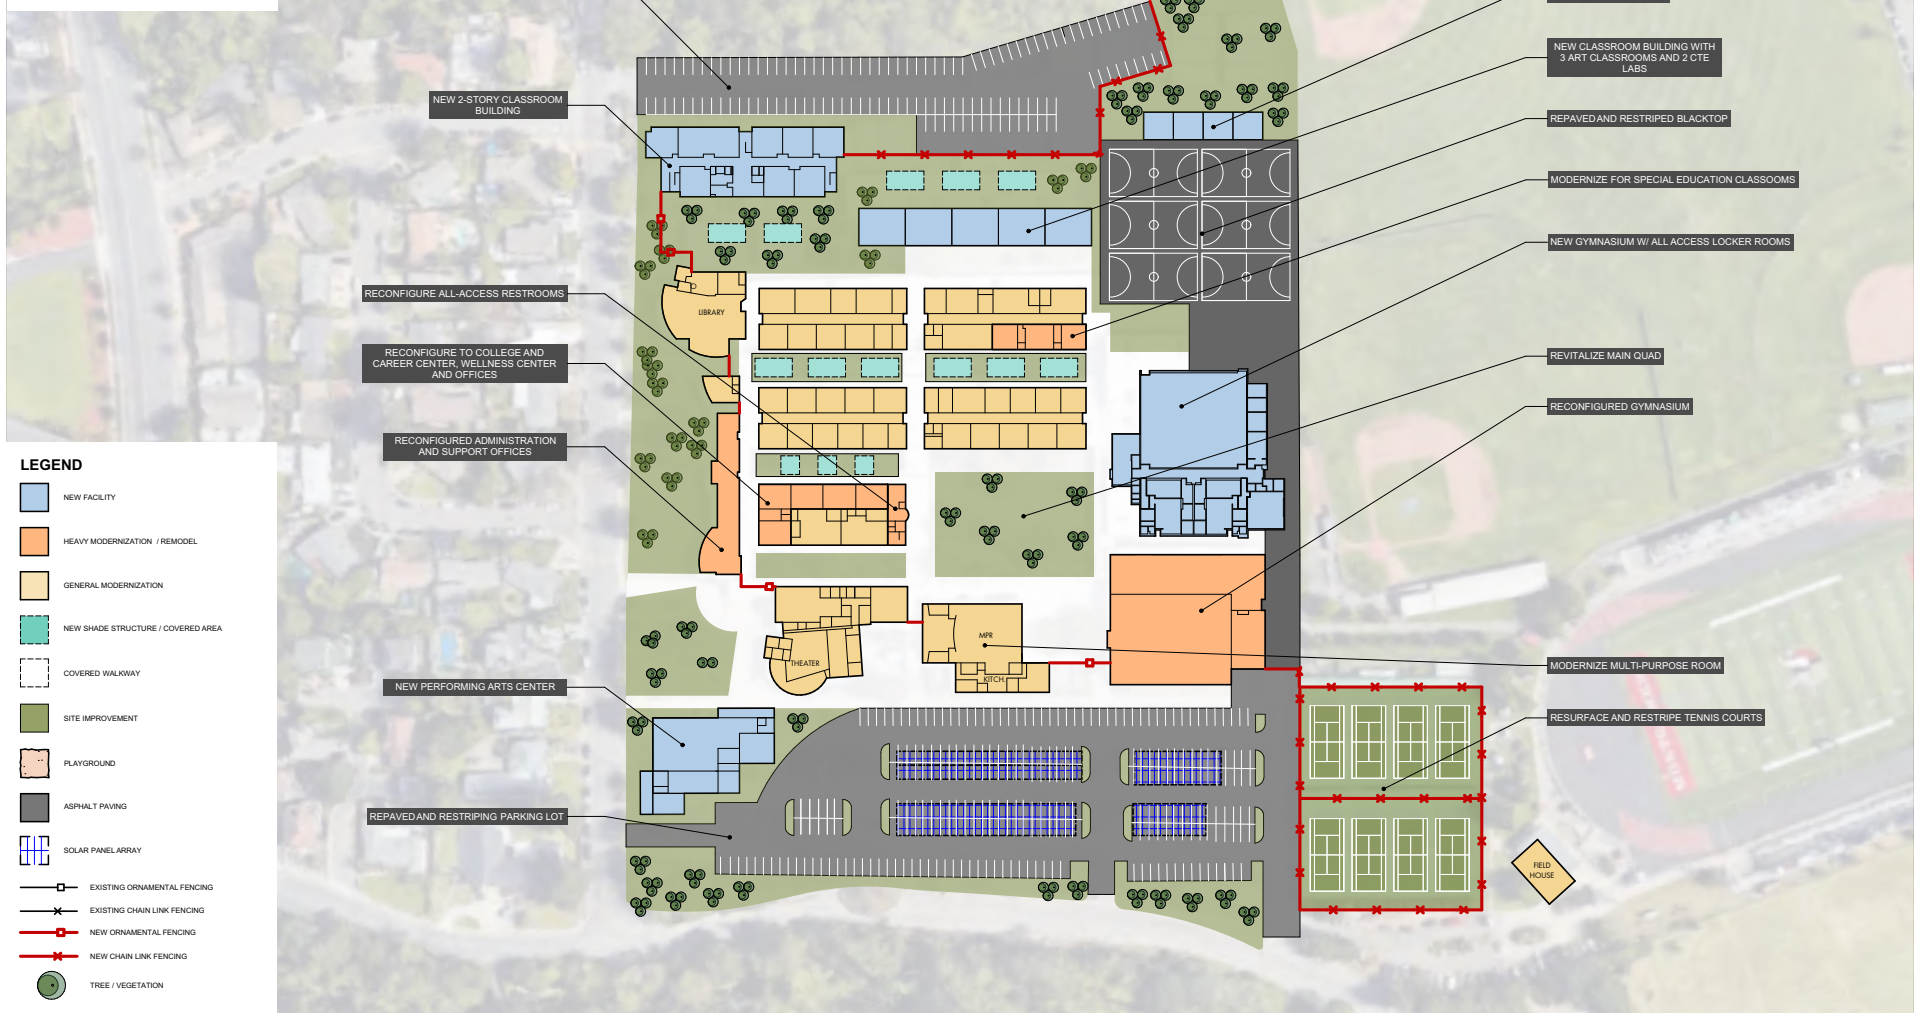 NEW CLASSROOM BUILDING WITH
3 ART CLASSROOMS AND 2 CTE
LABS
NEW 2-STORY CLASSROOM
BUILDING
REPAVED AND RESTRIPED BLACKTOP
MODERNIZE FOR SPECIAL EDUCATION CLASSOOMS
NEW GYMNASIUM W/ ALL ACCESS LOCKER ROOMS
RECONFIGURE ALL-ACCESS RESTROOMS
LIBRARY
RECONFIGURE TO COLLEGE AND
CAREER CENTER, WELLNESS CENTER
AND OFFICES
REVITALIZE MAIN QUAD
RECONFIGURED GYMNASIUM
RECONFIGURED ADMINISTRATION
AND SUPPORT OFFICES
MPR
THEATER
KITCH.
MODERNIZE MULTI-PURPOSE ROOM
NEW PERFORMING ARTS CENTER
RESURFACE AND RESTRIPE TENNIS COURTS
REPAVED AND RESTRIPING PARKING LOT
FIELD
HOUSE
LEGEND
NEW FACILITY
HEAVY MODERNIZATION / REMODEL
GENERAL MODERNIZATION
NEW SHADE STRUCTURE / COVERED AREA
COVERED WALKWAY
SITE IMPROVEMENT
PLAYGROUND
ASPHALT PAVING
SOLAR PANEL ARRAY
EXISTING ORNAMENTAL FENCING
EXISTING CHAIN LINK FENCING
NEW ORNAMENTAL FENCING
NEW CHAIN LINK FENCING
TREE / VEGETATION